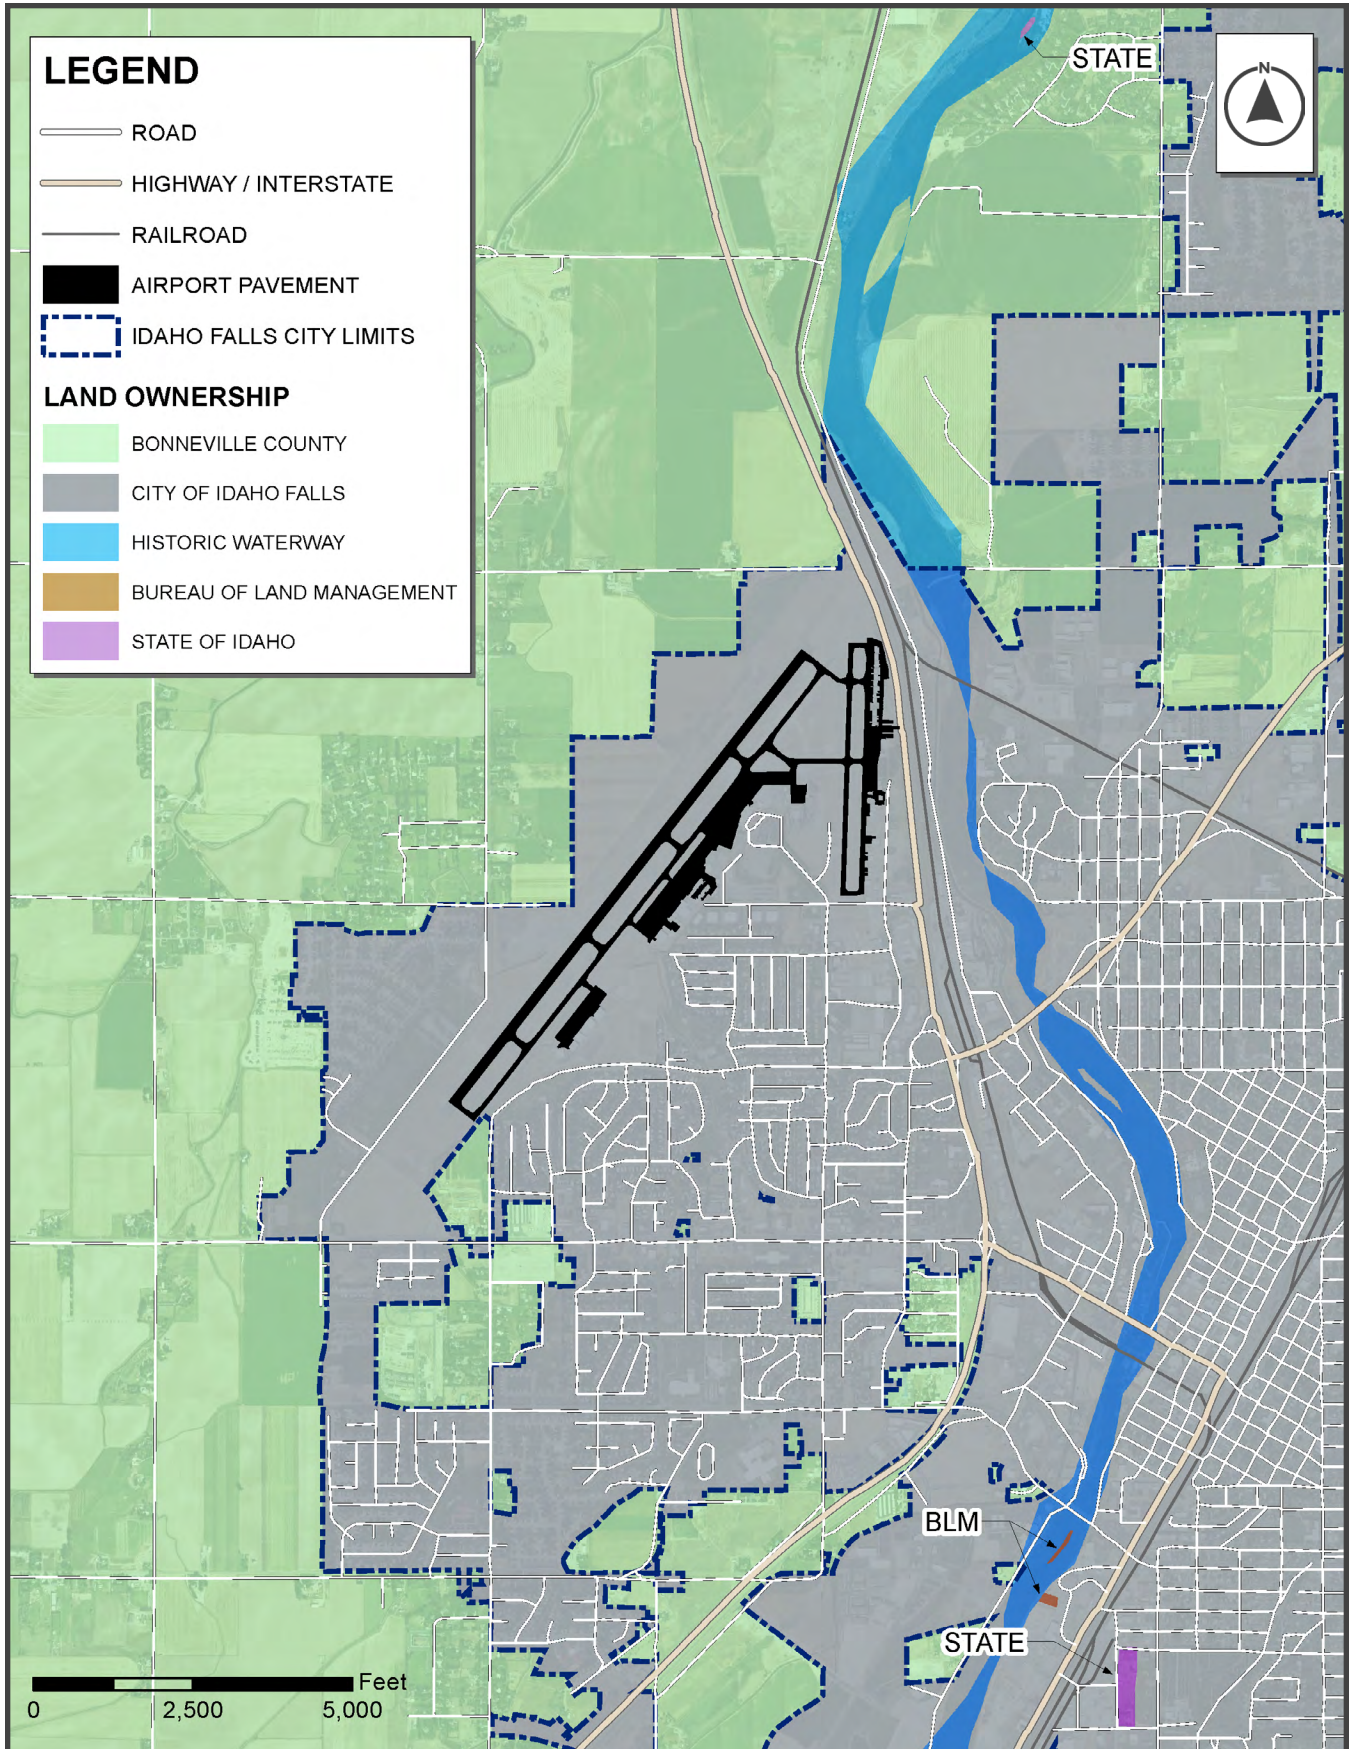 LEGEND
ROAD
HIGHWAY / INTERSTATE
RAILROAD
AIRPORT PAVEMENT
IDAHO FALLS CITY LIMITS
LAND OWNERSHIP
BONNEVILLE COUNTY
CITY OF IDAHO FALLS
HISTORIC WATERWAY
BUREAU OF LAND MANAGEMENT
STATE OF IDAHO
STATE
N
BLM
STATE
Feet
0 2,500 5,000